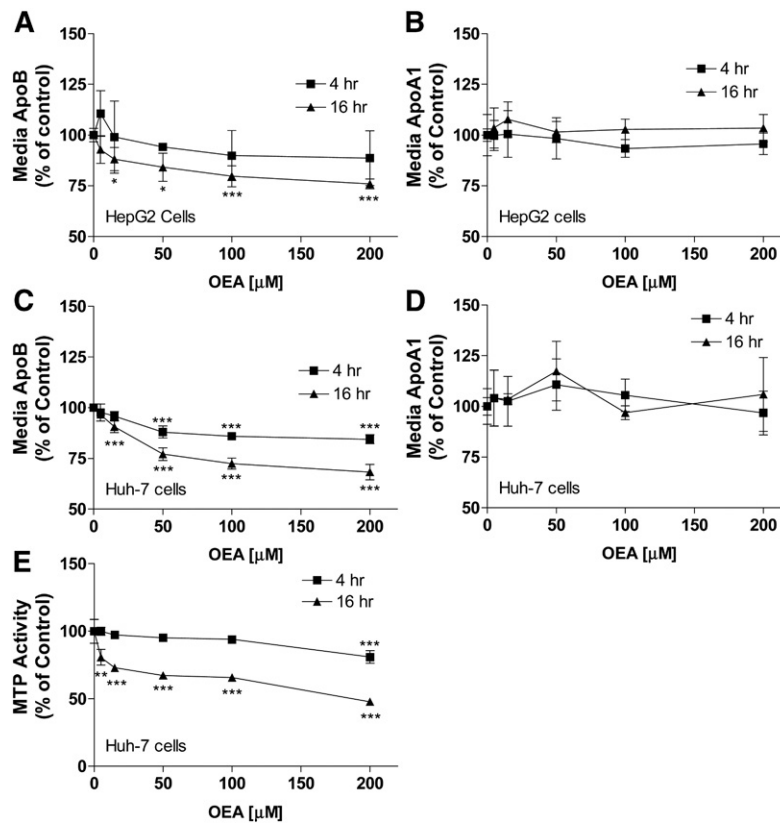 A
Media ApoB
(% of control)
150
125
100
75
50
4 hr
16 hr
*
*
***
***
HepG2 Cells
0
50
100
150
200
OEA [µM]
B
Media ApoA1
(% of Control)
150
125
100
75
50
4 hr
16 hr
HepG2 cells
0
50
100
150
200
OEA [µM]
C
Media ApoB
(% of Control)
150
125
100
75
50
4 hr
16 hr
***
***
***
***
***
***
***
Huh-7 cells
0
50
100
150
200
OEA [µM]
D
Media ApoA1
(% of Control)
150
125
100
75
50
4 hr
16 hr
Huh-7 cells
0
50
100
150
200
OEA [µM]
E
MTP Activity
(% of Control)
150
100
50
0
4 hr
16 hr
***
**
***
***
***
***
Huh-7 cells
0
50
100
150
200
OEA [µM]